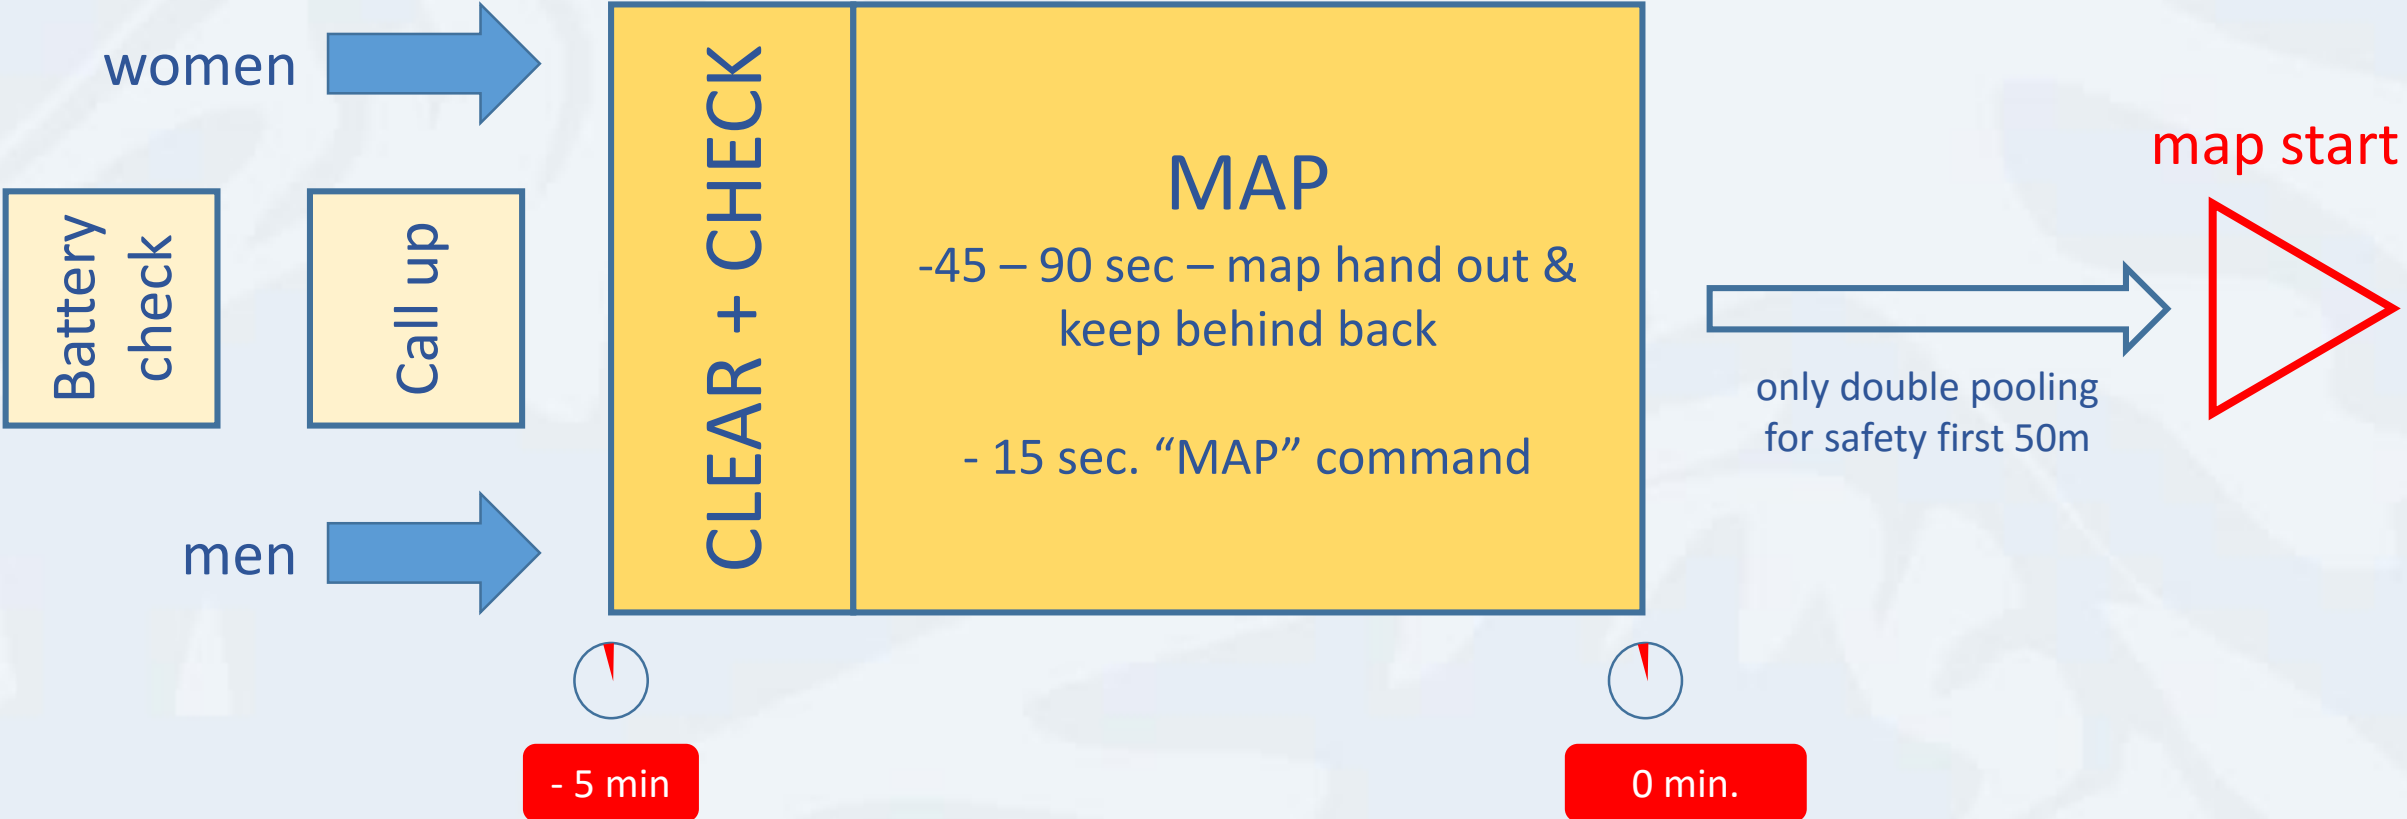 women
Battery
check
Call up
men
CLEAR + CHECK
MAP
-45 – 90 sec – map hand out &
keep behind back
- 15 sec. “MAP” command
only double pooling
for safety first 50m
map start
- 5 min
0 min.